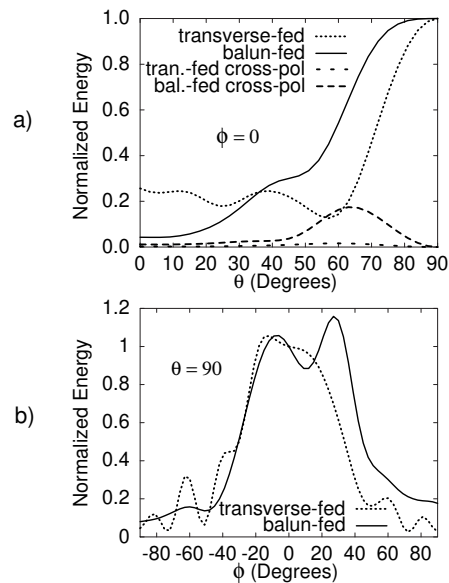 a)
Normalized Energy
1.0
0.8
0.6
0.4
0.2
0.0
transverse-fed
balun-fed
tran.-fed cross-pol
bal.-fed cross-pol
ϕ = 0
0 10 20 30 40 50 60 70 80 90
θ (Degrees)
b)
Normalized Energy
1.2
1
0.8
0.6
0.4
0.2
0
θ = 90
transverse-fed
balun-fed
-80 -60 -40 -20 0 20 40 60 80
ϕ (Degrees)